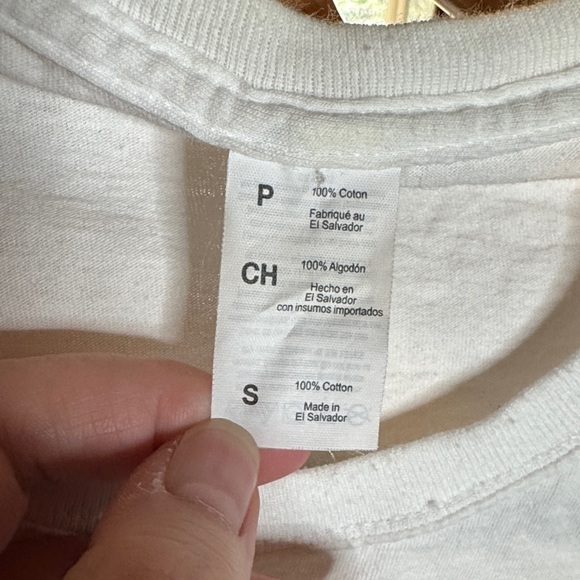 P 100% Coton
Fabriqué au
El Salvador
CH 100% Algodón
Hecho en
El Salvador
con insumos importados
S 100% Cotton
Made in
El Salvador